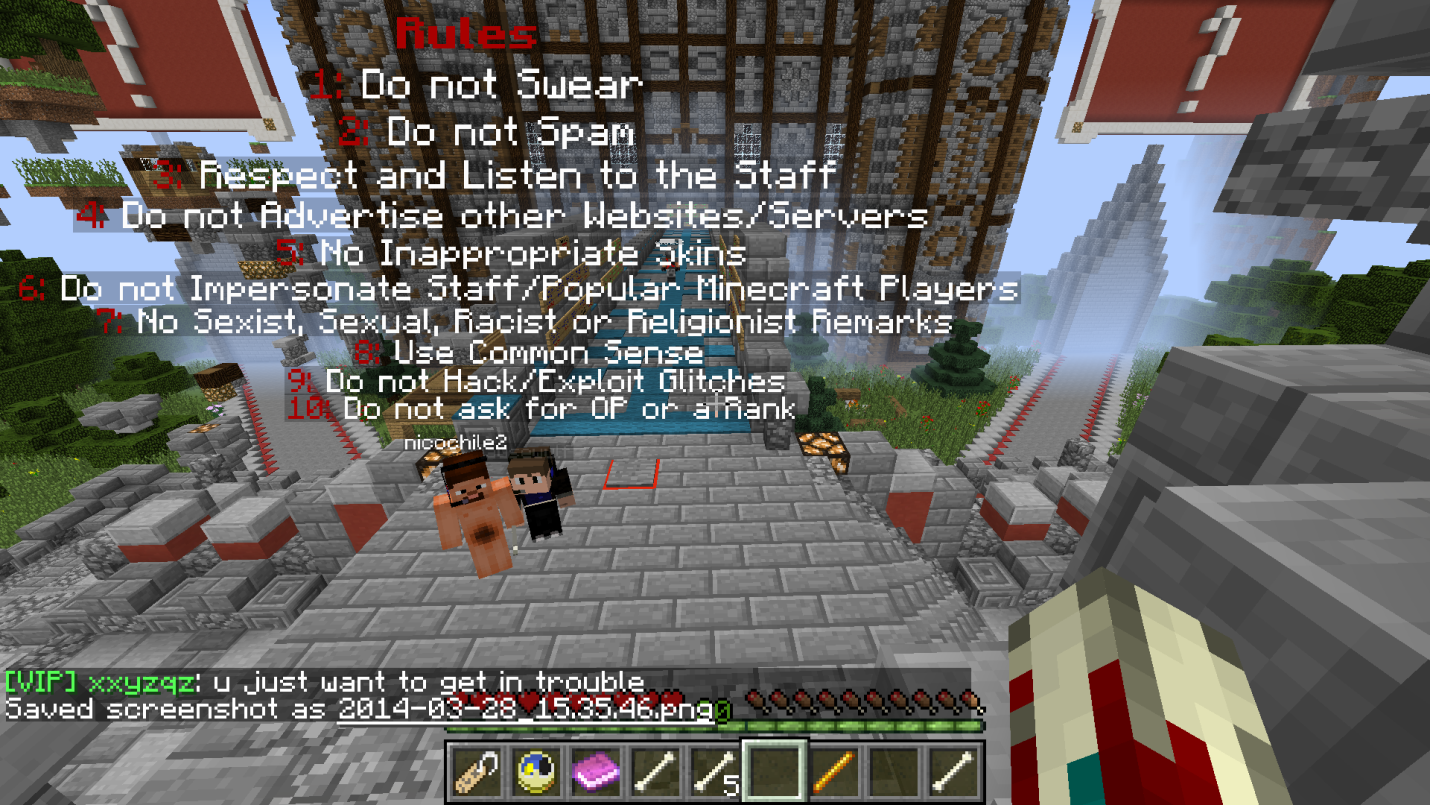 Rules
1: Do not Swear
2: Do not Spam
3: Respect and Listen to the Staff
4: Do not Advertise other Websites/Servers
5: No Inappropriate Skins
6: Do not Impersonate Staff/Popular Minecraft Players
7: No Sexist, Sexual, Racist or Religionist Remarks
8: Use Common Sense
9: Do not Hack/Exploit Glitches
10: Do not ask for OP or a Rank
nicochile2
[VIP] xxyzqz: u just want to get in trouble
Saved screenshot as 2014-03-28_15.35.46.png
5